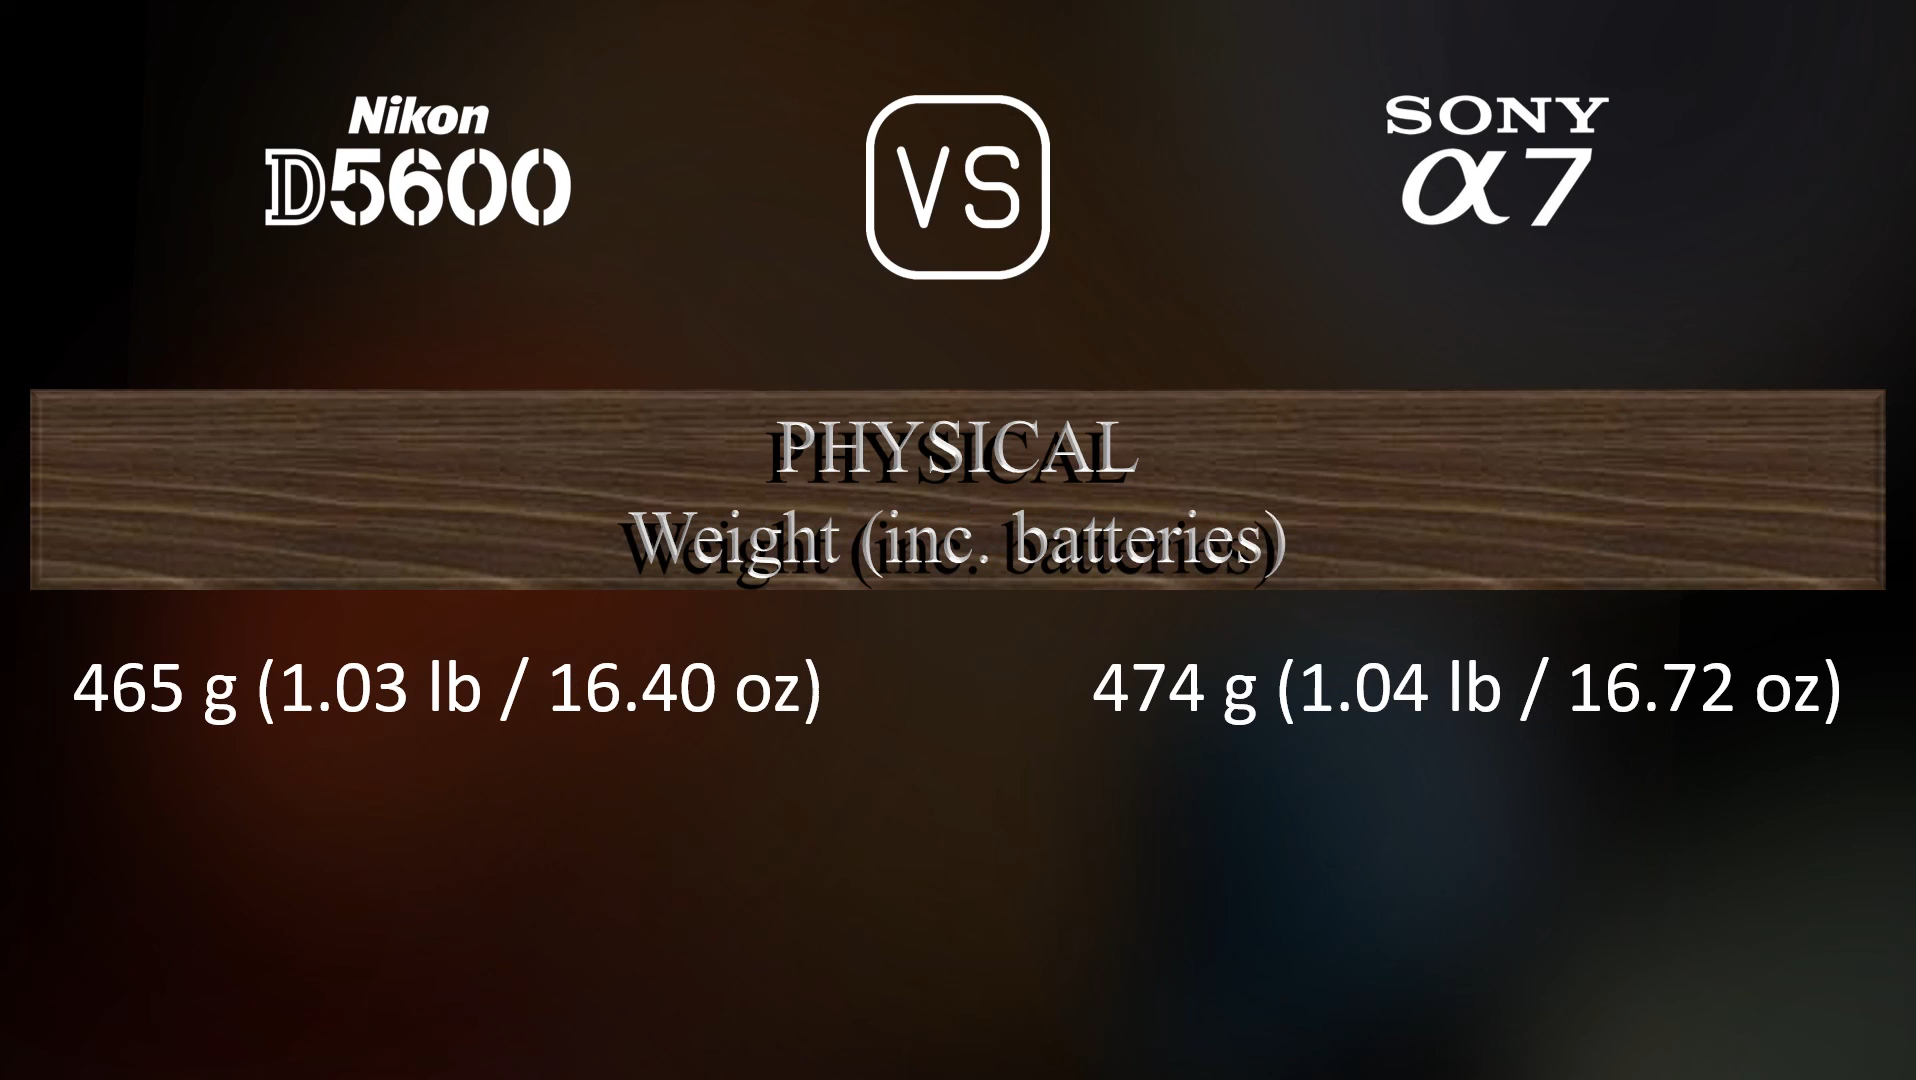 Nikon
D5600
VS
SONY
α7
PHYSICAL
Weight (inc. batteries)
465 g (1.03 lb / 16.40 oz)
474 g (1.04 lb / 16.72 oz)